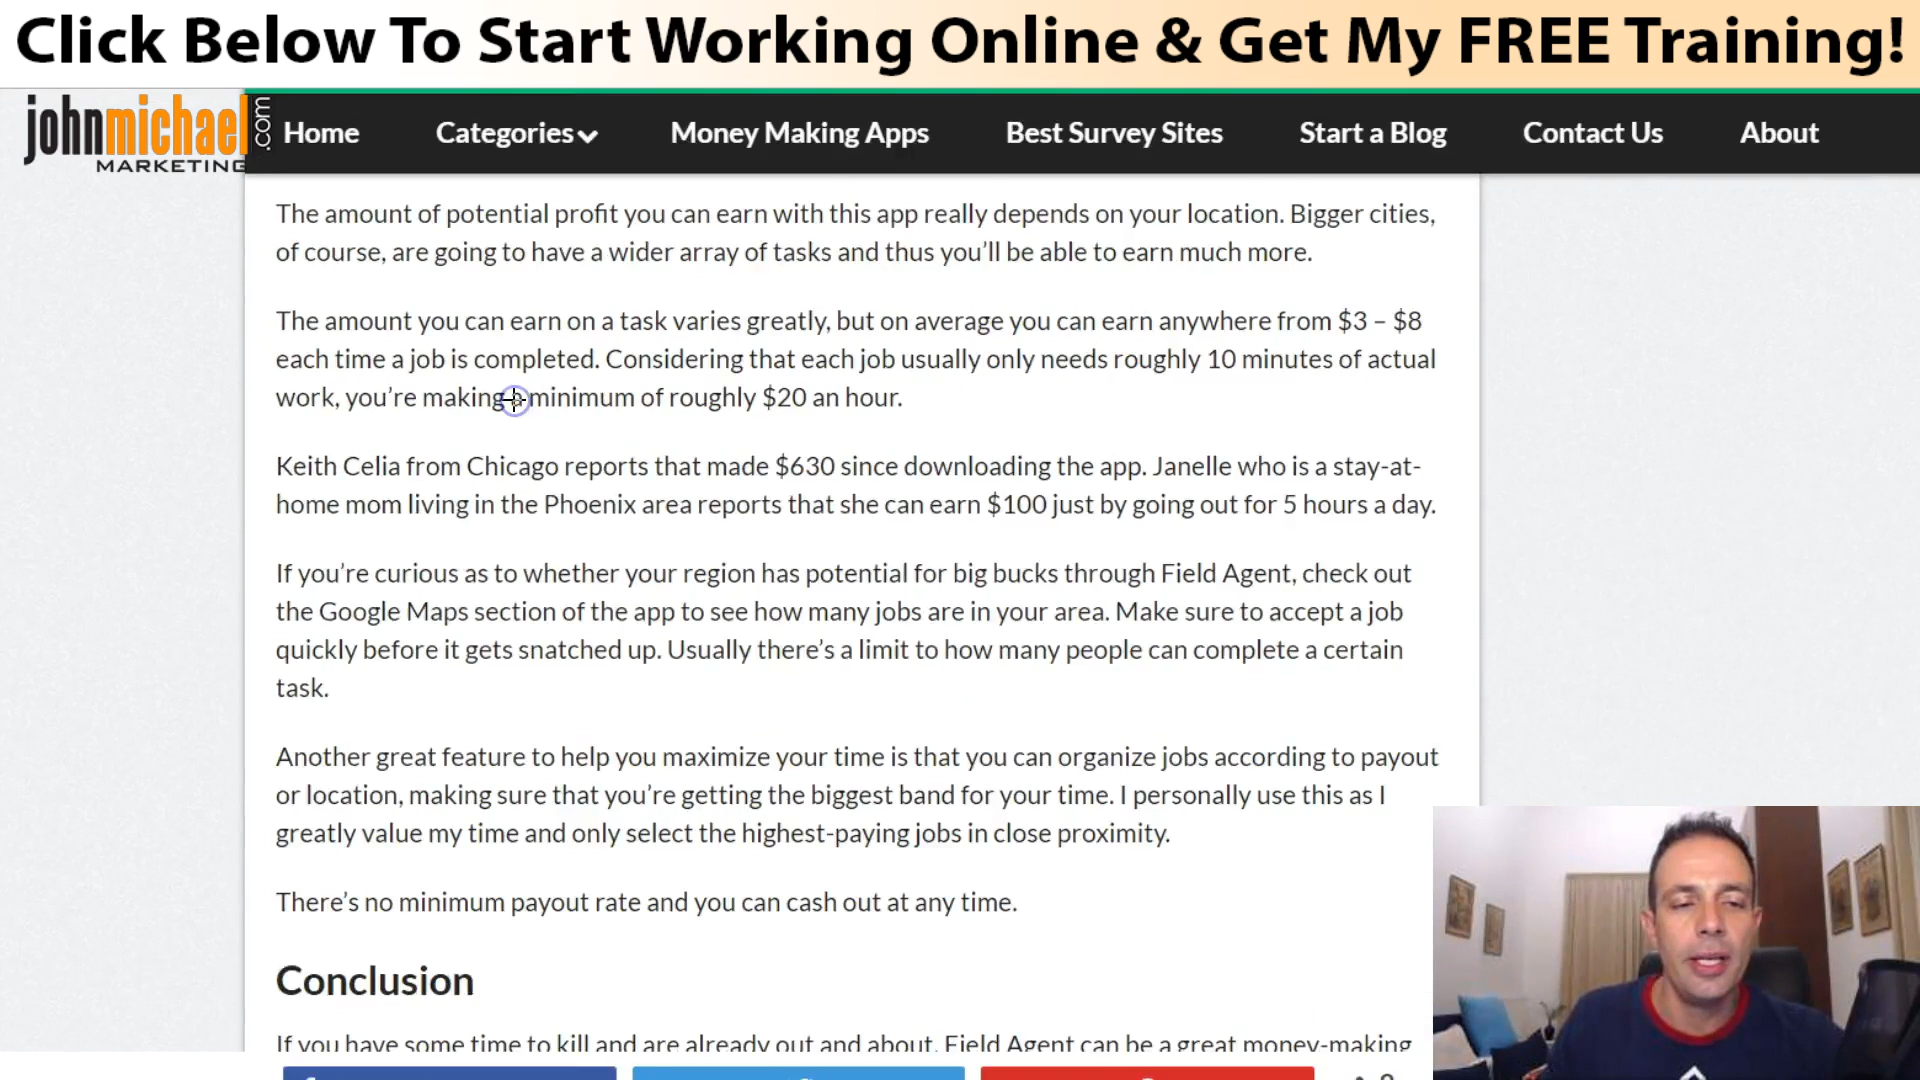 Click Below To Start Working Online & Get My FREE Training!
johnmichael .com
MARKETING
Home Categories Money Making Apps Best Survey Sites Start a Blog Contact Us About
The amount of potential profit you can earn with this app really depends on your location. Bigger cities,
of course, are going to have a wider array of tasks and thus you’ll be able to earn much more.
The amount you can earn on a task varies greatly, but on average you can earn anywhere from $3 – $8
each time a job is completed. Considering that each job usually only needs roughly 10 minutes of actual
work, you’re making a minimum of roughly $20 an hour.
Keith Celia from Chicago reports that made $630 since downloading the app. Janelle who is a stay-at-
home mom living in the Phoenix area reports that she can earn $100 just by going out for 5 hours a day.
If you’re curious as to whether your region has potential for big bucks through Field Agent, check out
the Google Maps section of the app to see how many jobs are in your area. Make sure to accept a job
quickly before it gets snatched up. Usually there’s a limit to how many people can complete a certain
task.
Another great feature to help you maximize your time is that you can organize jobs according to payout
or location, making sure that you’re getting the biggest band for your time. I personally use this as I
greatly value my time and only select the highest-paying jobs in close proximity.
There’s no minimum payout rate and you can cash out at any time.
Conclusion
If you have some time to kill and are already out and about, Field Agent can be a great money-making